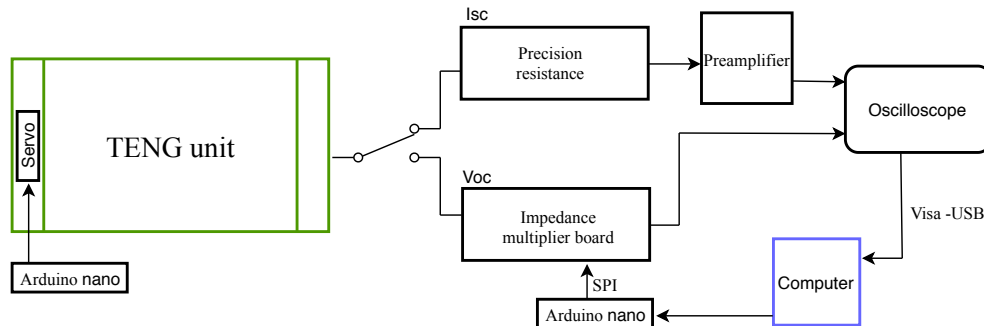 Isc
Precision
resistance
Preamplifier
Oscilloscope
Servo
TENG unit
Voc
Impedance
multiplier board
Visa -USB
Arduino nano
SPI
Computer
Arduino nano